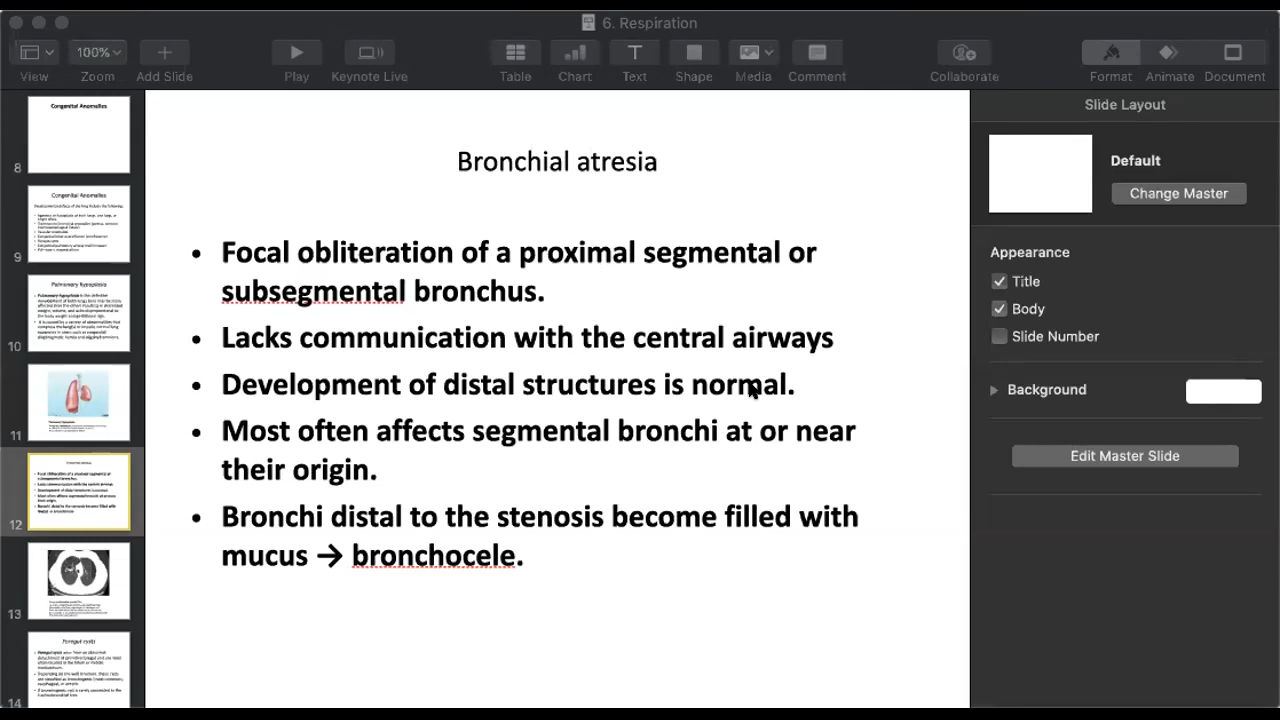 6. Respiration
100%
View
Zoom
Add Slide
Play
Keynote Live
Table
Chart
Text
Shape
Media
Comment
Collaborate
Format
Animate
Document
Congenital Anomalies
8
Congenital Anomalies
9
Pulmonary hypoplasia
10
11
12
13
Foregut cysts
14
Bronchial atresia
• Focal obliteration of a proximal segmental or
subsegmental bronchus.
• Lacks communication with the central airways
• Development of distal structures is normal.
• Most often affects segmental bronchi at or near
their origin.
• Bronchi distal to the stenosis become filled with
mucus → bronchocele.
Slide Layout
Default
Change Master
Appearance
Title
Body
Slide Number
Background
Edit Master Slide